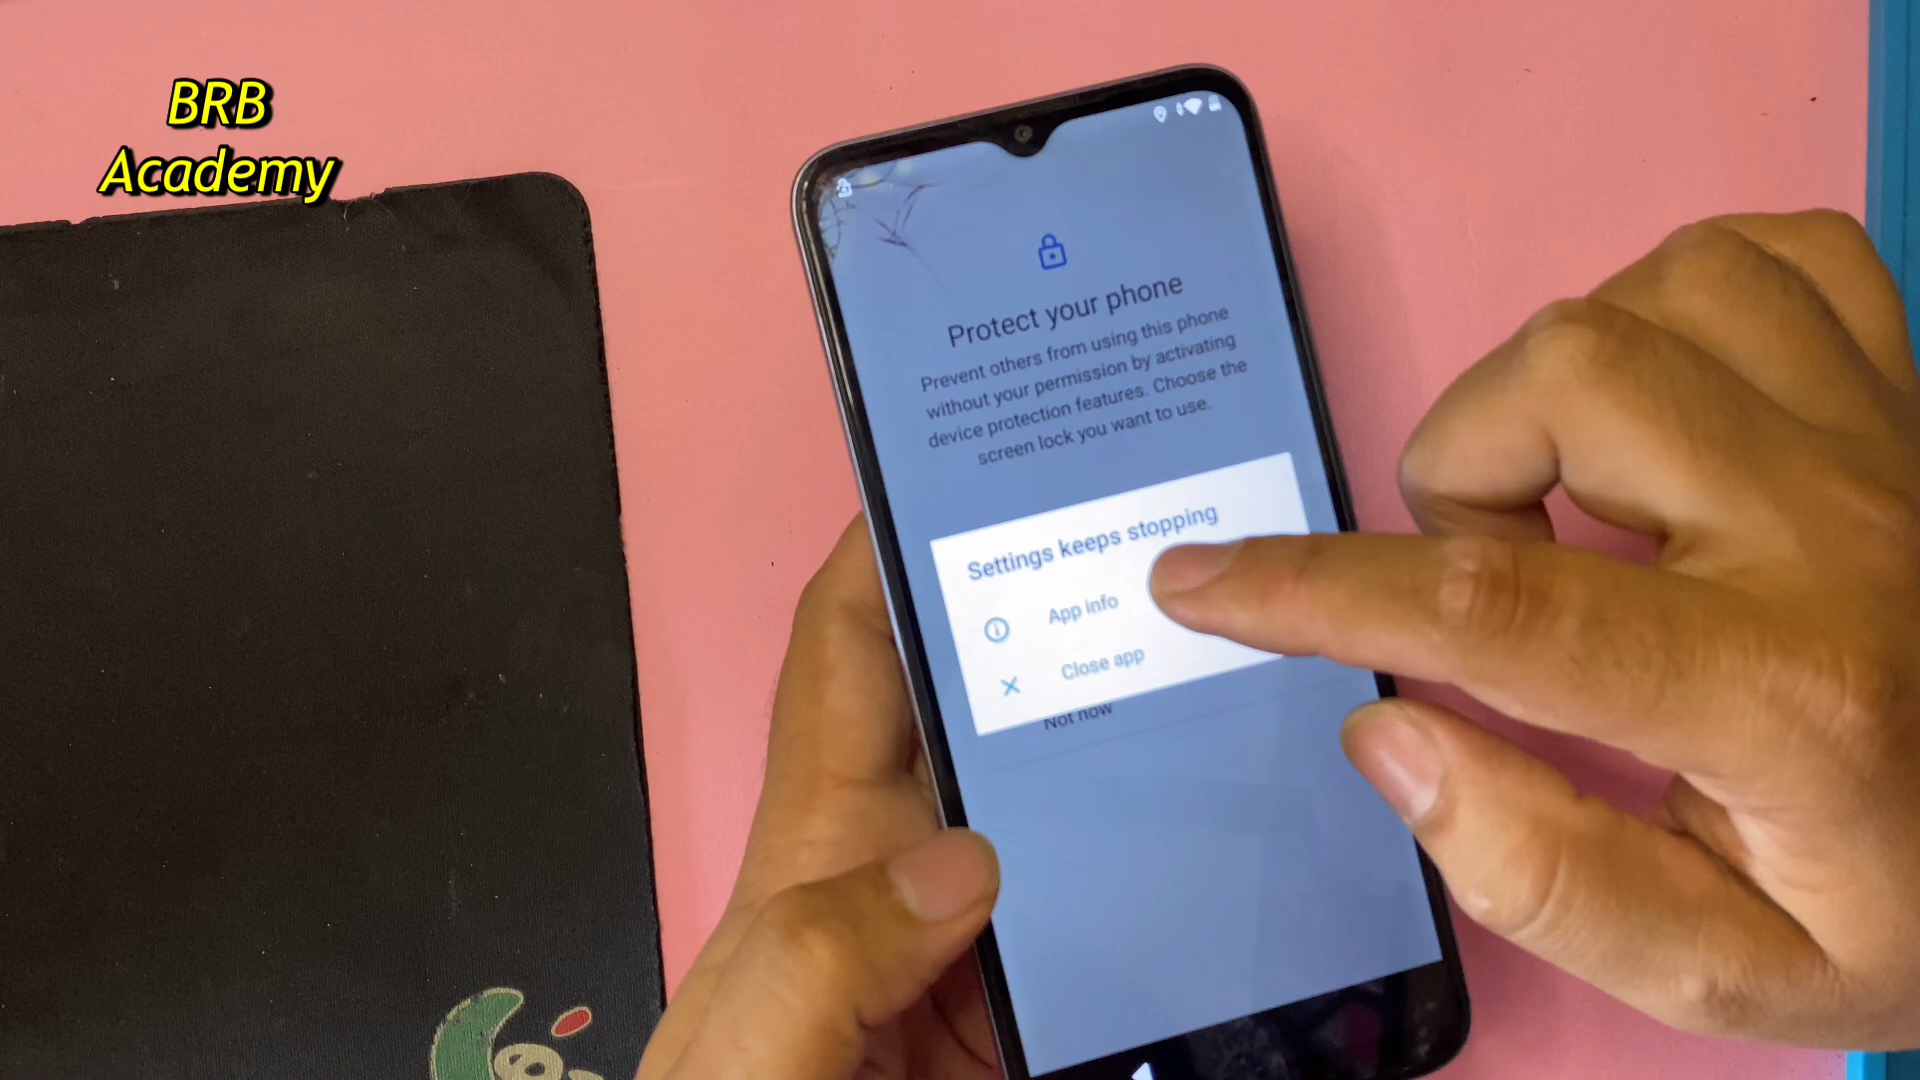 BRB
Academy
Protect your phone
Prevent others from using this phone
without your permission by activating
device protection features. Choose the
screen lock you want to use.
Settings keeps stopping
App info
Close app
Not now